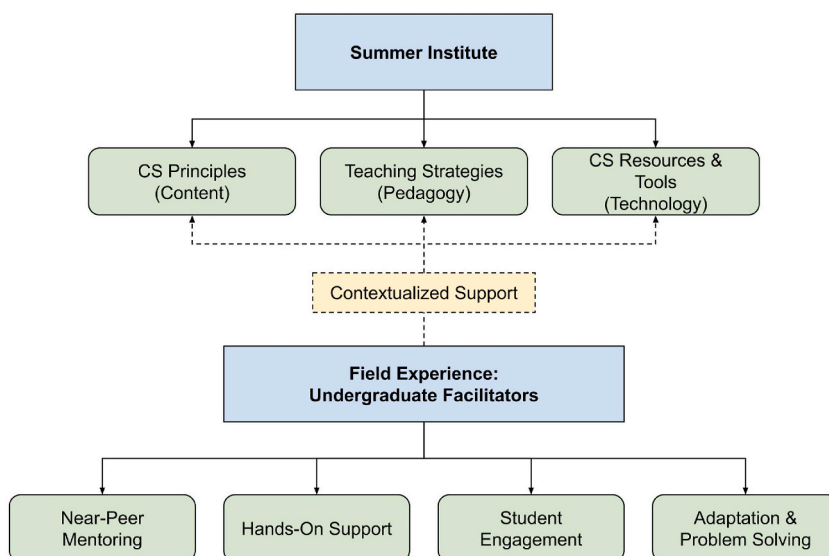 Summer Institute
CS Principles
(Content)
Teaching Strategies
(Pedagogy)
CS Resources &
Tools
(Technology)
Contextualized Support
Field Experience:
Undergraduate Facilitators
Near-Peer
Mentoring
Hands-On Support
Student
Engagement
Adaptation &
Problem Solving